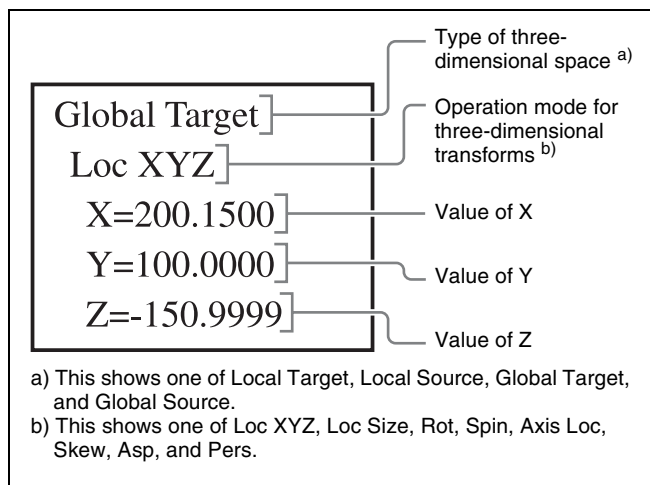 Global Target
Loc XYZ
X=200.1500
Y=100.0000
Z=-150.9999
Type of three-
dimensional space a)
Operation mode for
three-dimensional
transforms b)
Value of X
Value of Y
Value of Z
a) This shows one of Local Target, Local Source, Global Target,
and Global Source.
b) This shows one of Loc XYZ, Loc Size, Rot, Spin, Axis Loc,
Skew, Asp, and Pers.